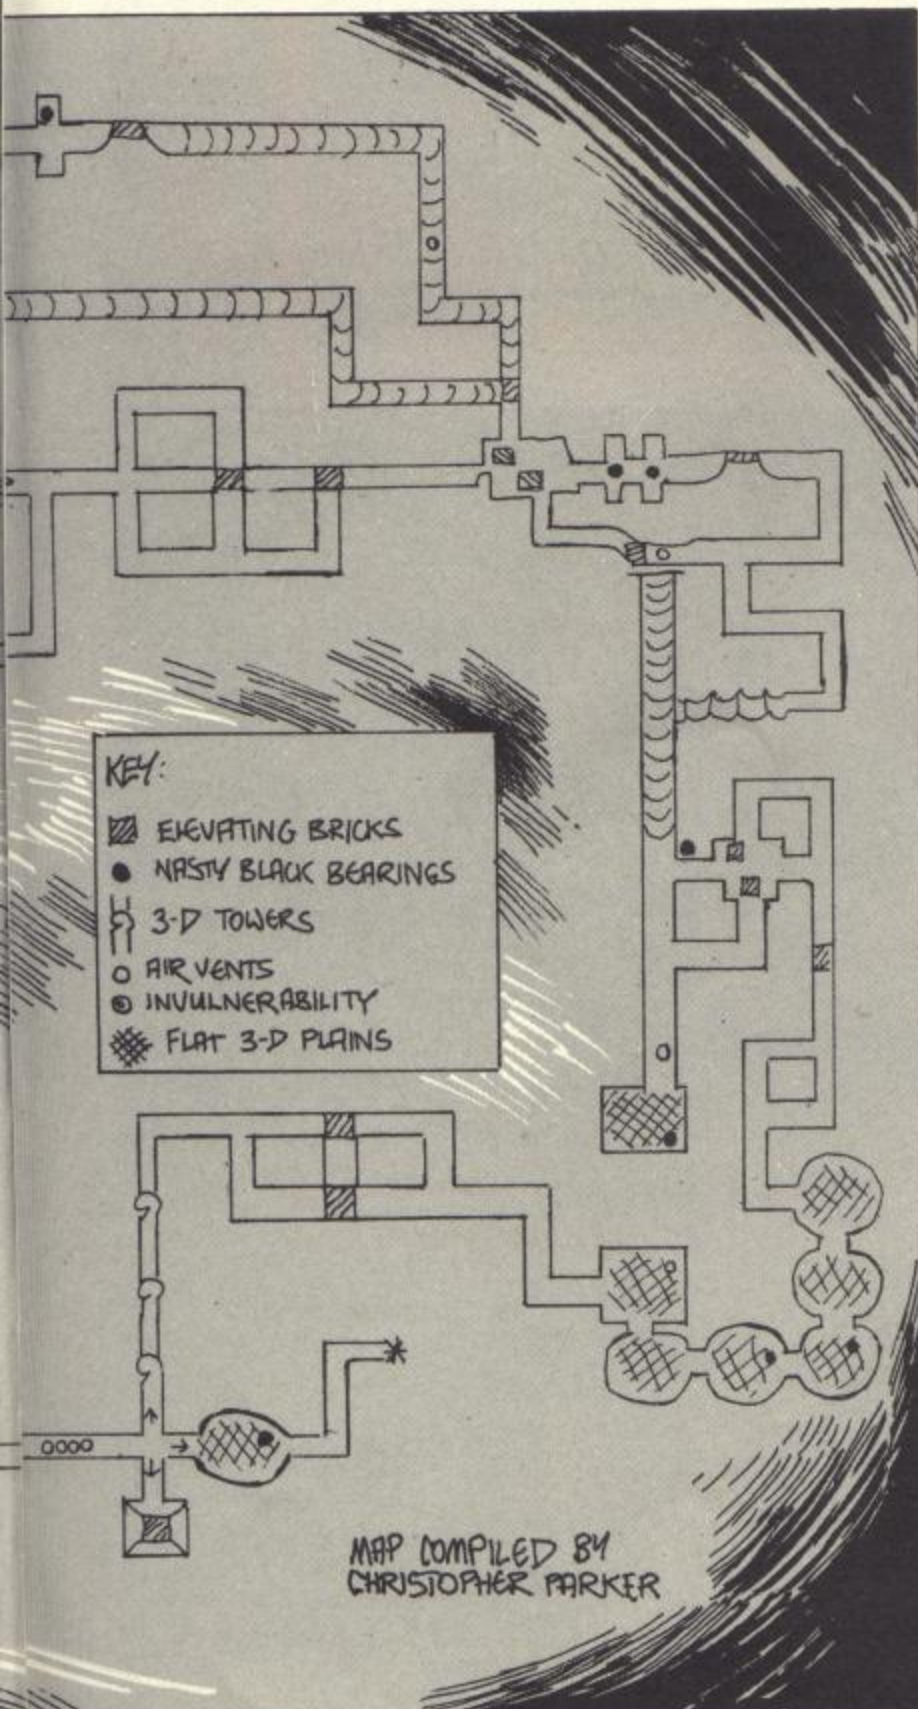 KEY:
ELEVATING BRICKS
NASTY BLACK BEARINGS
3-D TOWERS
AIR VENTS
INVULNERABILITY
FLAT 3-D PLAINS
MAP COMPILED BY
CHRISTOPHER PARKER